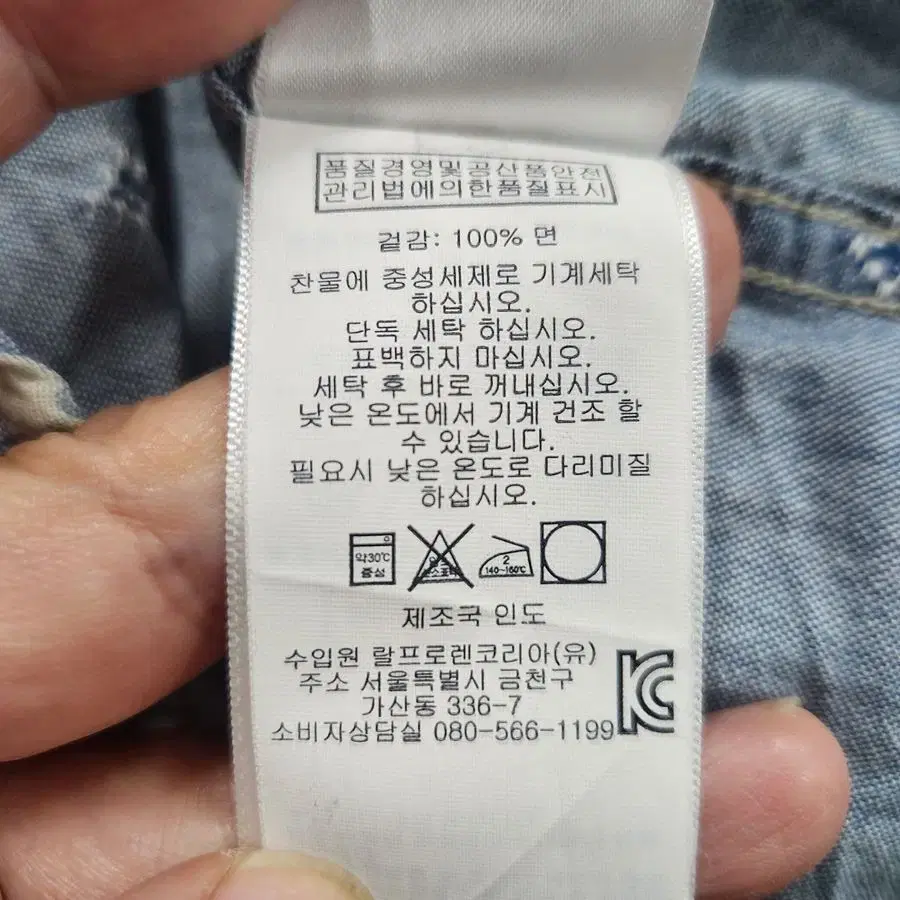 품질경영및공산품안전
관리법에의한품질표시
겉감: 100% 면
찬물에 중성세제로 기계세탁
하십시오.
단독 세탁 하십시오.
표백하지 마십시오.
세탁 후 바로 꺼내십시오.
낮은 온도에서 기계 건조 할
수 있습니다.
필요시 낮은 온도로 다리미질
하십시오.
약30℃
중성
2
140~160℃
제조국 인도
수입원 랄프로렌코리아(유)
주소 서울특별시 금천구
가산동 336-7
소비자상담실 080-566-1199